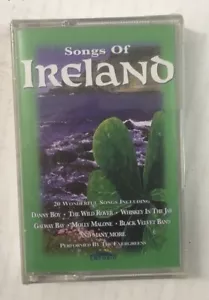 Songs Of
IRELAND
20 Wonderful Songs Including
Danny Boy • The Wild Rover • Whiskey In The Jar
Galway Bay • Molly Malone • Black Velvet Band
And Many More
Performed By The Evergreens